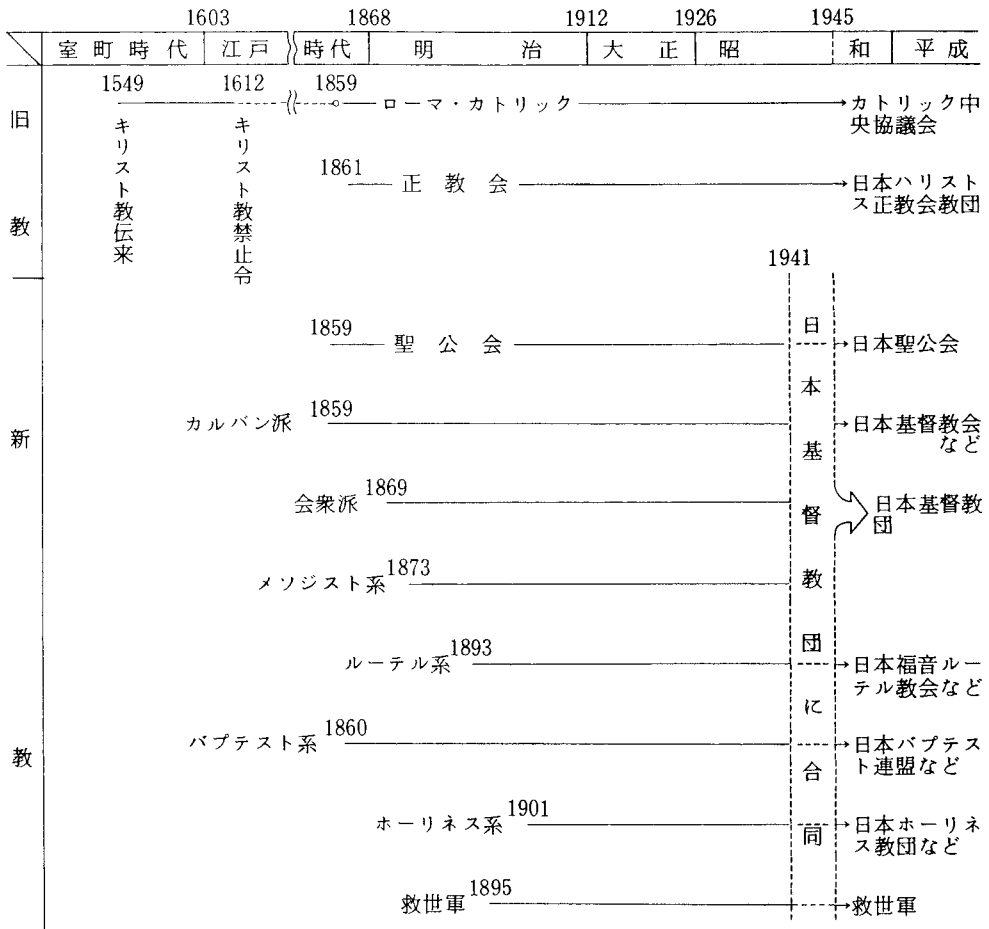 1603 1868 1912 1926 1945
室町時代 江戸 時代 明治 大正 昭和 平成
旧教
1549 1612 1859
ローマ・カトリック
カトリック中
央協議会
キリスト教伝来
キリスト教禁止令
1861
正教会
日本ハリスト
ス正教会教団
1941
日本基督教団に合同
新教
1859
聖公会
日本聖公会
カルバン派 1859
日本基督教会
など
会衆派 1869
日本基督教
団
メソジスト系 1873
ルーテル系 1893
日本福音ルー
テル教会など
バプテスト系 1860
日本バプテス
ト連盟など
ホーリネス系 1901
日本ホーリネ
ス教団など
救世軍 1895
救世軍